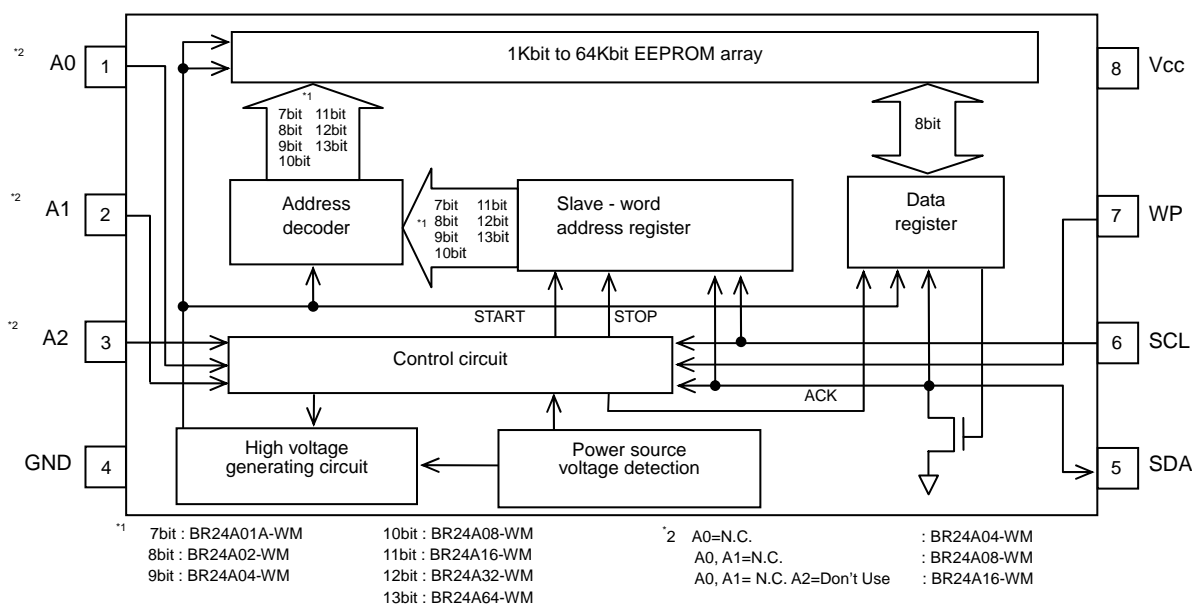 1Kbit to 64Kbit EEPROM array
*2 A0 1
8 Vcc
*1
7bit 11bit
8bit 12bit
9bit 13bit
10bit
8bit
*2 A1 2
Address
decoder
*1
7bit 11bit
8bit 12bit
9bit 13bit
10bit
Slave - word
address register
Data
register
7 WP
START STOP
*2 A2 3
Control circuit
6 SCL
ACK
GND 4
High voltage
generating circuit
Power source
voltage detection
5 SDA
*1 7bit : BR24A01A-WM
8bit : BR24A02-WM
9bit : BR24A04-WM
10bit : BR24A08-WM
11bit : BR24A16-WM
12bit : BR24A32-WM
13bit : BR24A64-WM
*2 A0=N.C. : BR24A04-WM
A0, A1=N.C. : BR24A08-WM
A0, A1= N.C. A2=Don't Use : BR24A16-WM